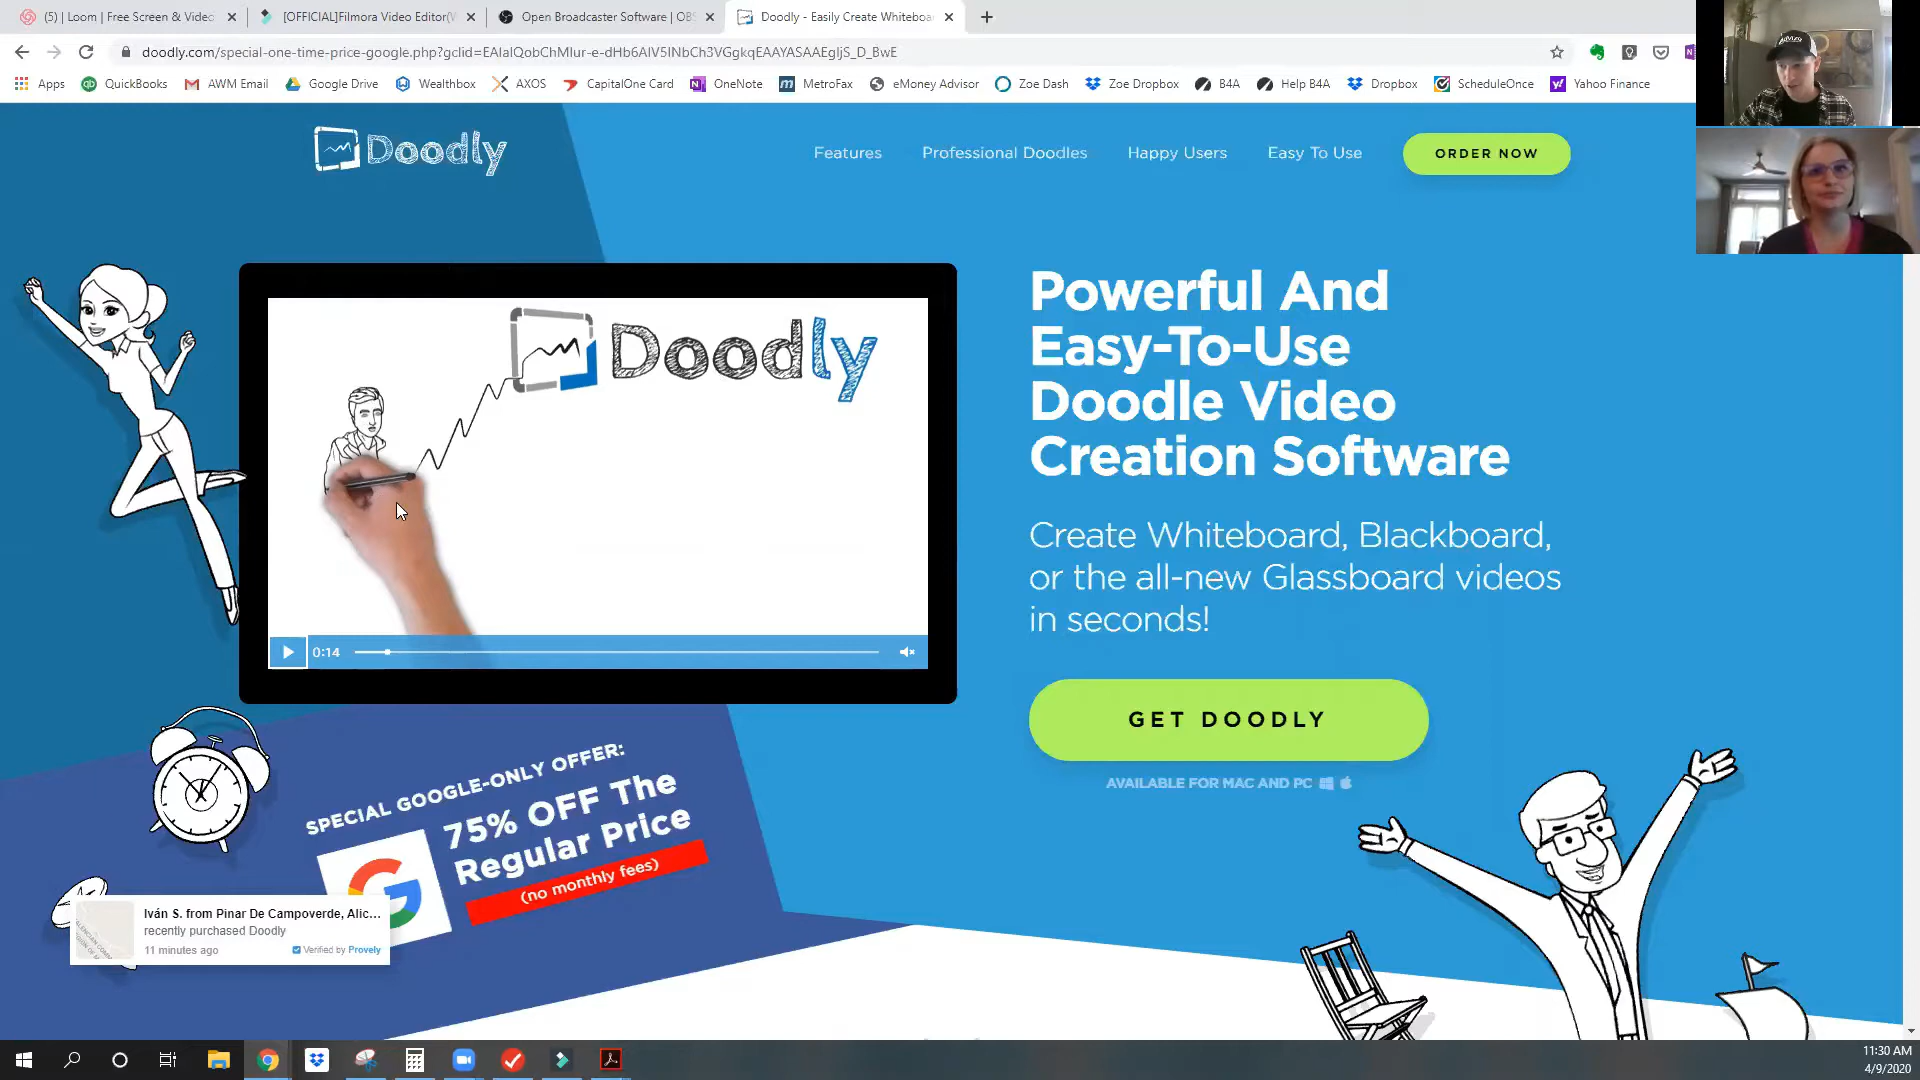 (5) | Loom | Free Screen & Video
[OFFICIAL]Filmora Video Editor(W
Open Broadcaster Software | OBS
Doodly - Easily Create Whiteboa
doodly.com/special-one-time-price-google.php?gclid=EAIaIQobChMIur-e-dHb6AIV5INbCh3VGgkqEAAYASAAEgIjS_D_BwE
Apps
QuickBooks
AWM Email
Google Drive
Wealthbox
AXOS
CapitalOne Card
OneNote
MetroFax
eMoney Advisor
Zoe Dash
Zoe Dropbox
B4A
Help B4A
Dropbox
ScheduleOnce
Yahoo Finance
Doodly
Features
Professional Doodles
Happy Users
Easy To Use
ORDER NOW
Doodly
0:14
Powerful And
Easy-To-Use
Doodle Video
Creation Software
Create Whiteboard, Blackboard,
or the all-new Glassboard videos
in seconds!
GET DOODLY
AVAILABLE FOR MAC AND PC
SPECIAL GOOGLE-ONLY OFFER:
75% OFF The
Regular Price
(no monthly fees)
Iván S. from Pinar De Campoverde, Alic...
recently purchased Doodly
11 minutes ago
Verified by Provely
11:30 AM
4/9/2020